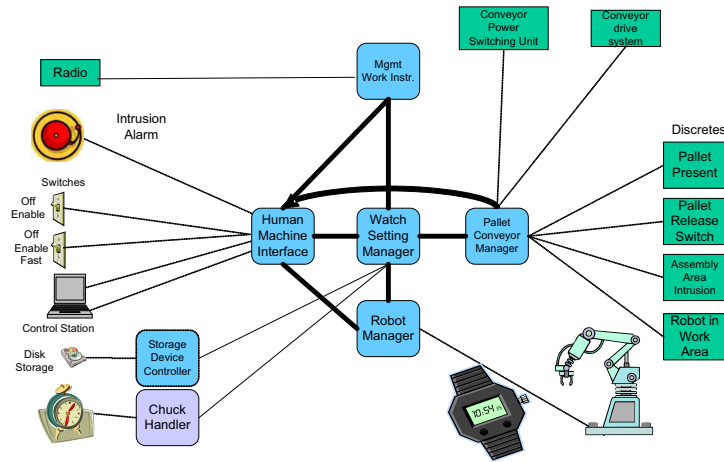 Conveyor
Power
Switching Unit
Conveyor
drive
system
Mgmt
Work Instr.
Radio
Intrusion
Alarm
Discretes
Pallet
Present
Switches
Off
Enable
Pallet
Release
Switch
Human
Machine
Interface
Watch
Setting
Manager
Pallet
Conveyor
Manager
Off
Enable
Fast
Assembly
Area
Intrusion
Control Station
Robot
Manager
Robot in
Work
Area
Storage
Device
Controller
Disk
Storage
Chuck
Handler
10:54